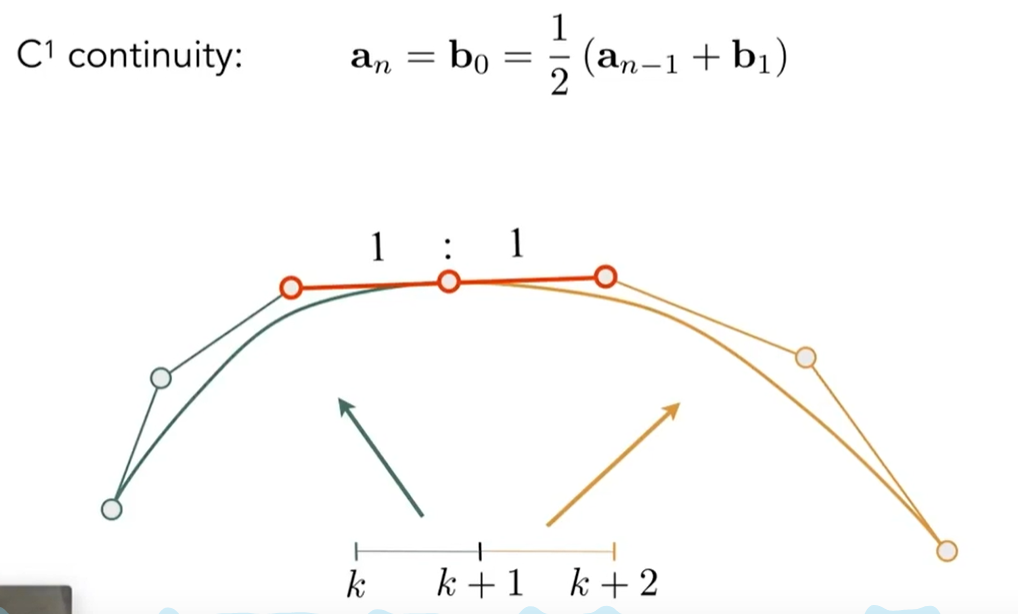 C¹ continuity: aₙ = b₀ = 1/2 (aₙ₋₁ + b₁)
1 : 1
k k + 1 k + 2